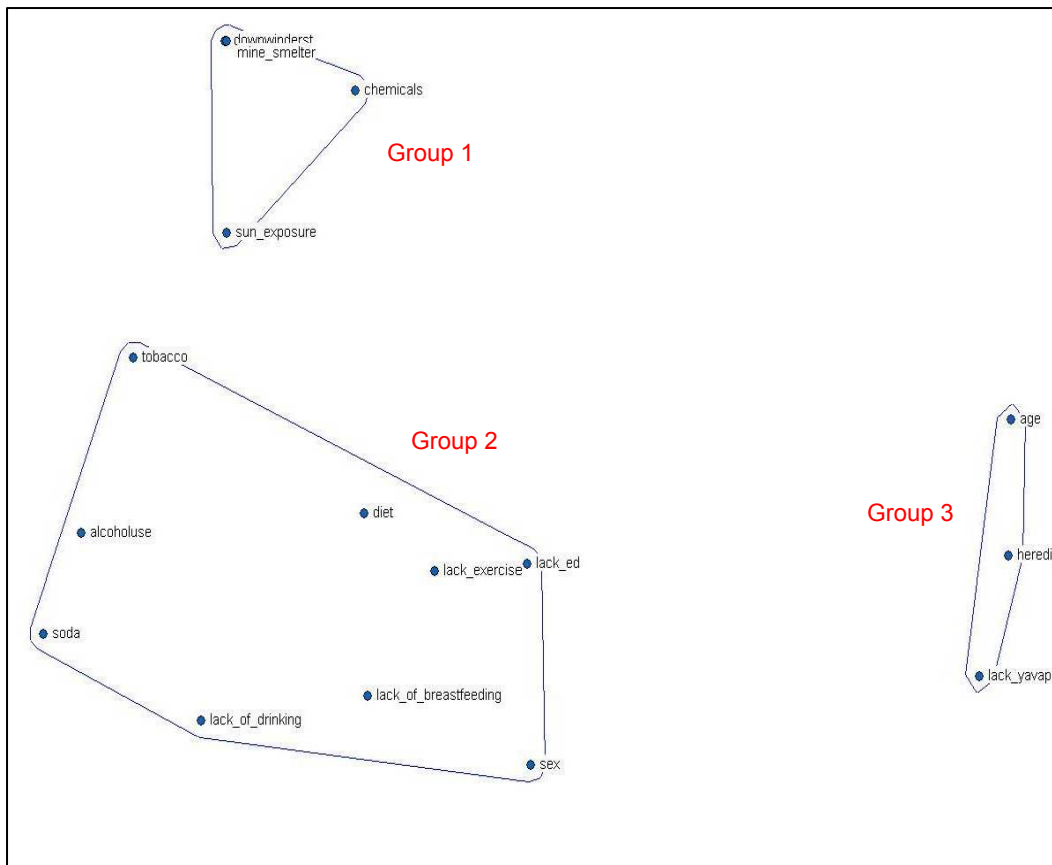 downwinderst
mine_smelter
chemicals
Group 1
sun_exposure
tobacco
Group 2
age
diet
Group 3
alcoholuse
heredi
lack_exercise
lack_ed
soda
lack_yavap
lack_of_breastfeeding
lack_of_drinking
sex